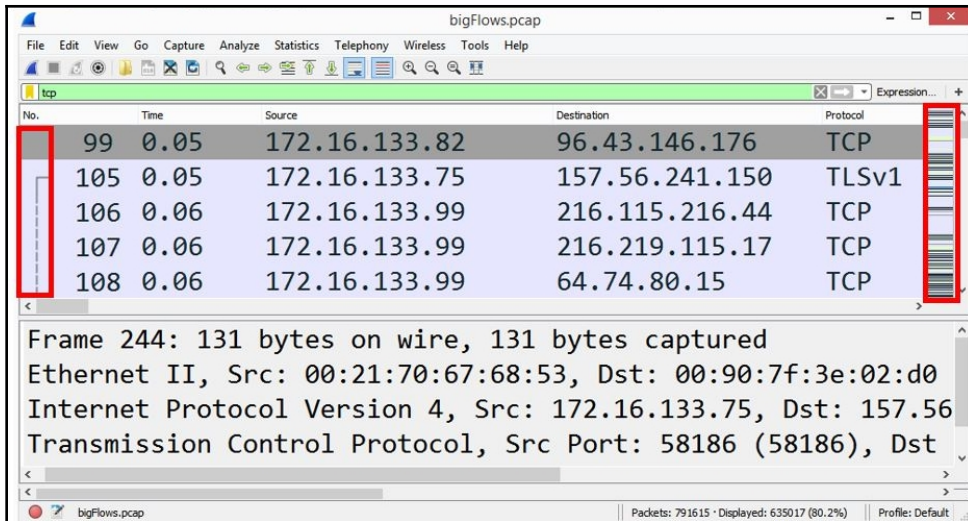 bigFlows.pcap
File Edit View Go Capture Analyze Statistics Telephony Wireless Tools Help
tcp Expression... +
No. Time Source Destination Protocol
99 0.05 172.16.133.82 96.43.146.176 TCP
105 0.05 172.16.133.75 157.56.241.150 TLSv1
106 0.06 172.16.133.99 216.115.216.44 TCP
107 0.06 172.16.133.99 216.219.115.17 TCP
108 0.06 172.16.133.99 64.74.80.15 TCP
Frame 244: 131 bytes on wire, 131 bytes captured
Ethernet II, Src: 00:21:70:67:68:53, Dst: 00:90:7f:3e:02:d0
Internet Protocol Version 4, Src: 172.16.133.75, Dst: 157.56
Transmission Control Protocol, Src Port: 58186 (58186), Dst
bigFlows.pcap Packets: 791615 · Displayed: 635017 (80.2%) Profile: Default